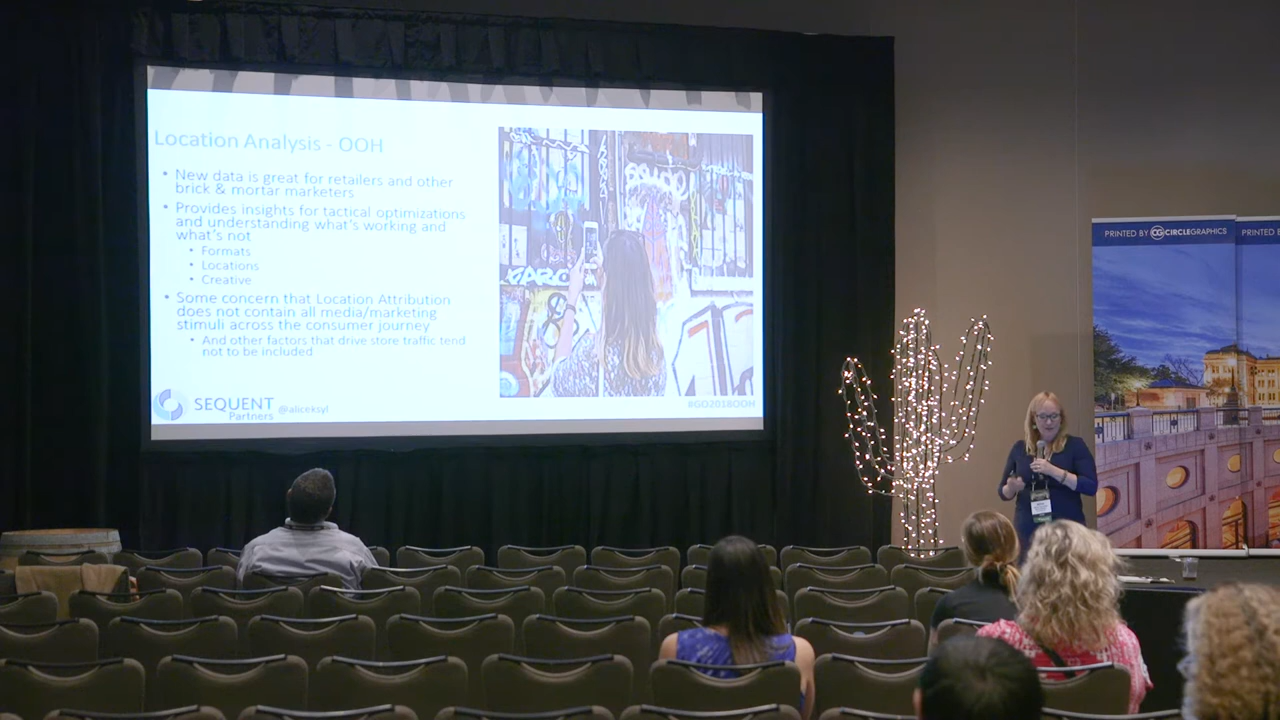 Location Analysis - OOH
• New data is great for retailers and other
brick & mortar marketers
• Provides insights for tactical optimizations
and understanding what's working and
what's not
• Formats
• Locations
• Creative
• Some concern that Location Attribution
does not contain all media/marketing
stimuli across the consumer journey
• And other factors that drive store traffic tend
not to be included
SEQUENT
Partners
@aliceksyl
#GO2018OOH
PRINTED BY CG CIRCLEGRAPHICS
PRINTED B